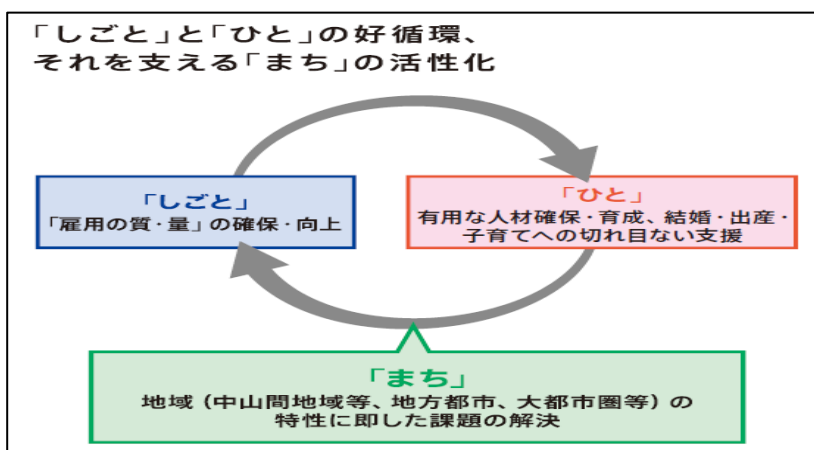 「しごと」と「ひと」の好循環、
それを支える「まち」の活性化
「しごと」
「雇用の質・量」の確保・向上
「ひと」
有用な人材確保・育成、結婚・出産・
子育てへの切れ目ない支援
「まち」
地域(中山間地域等、地方都市、大都市圏等)の
特性に即した課題の解決